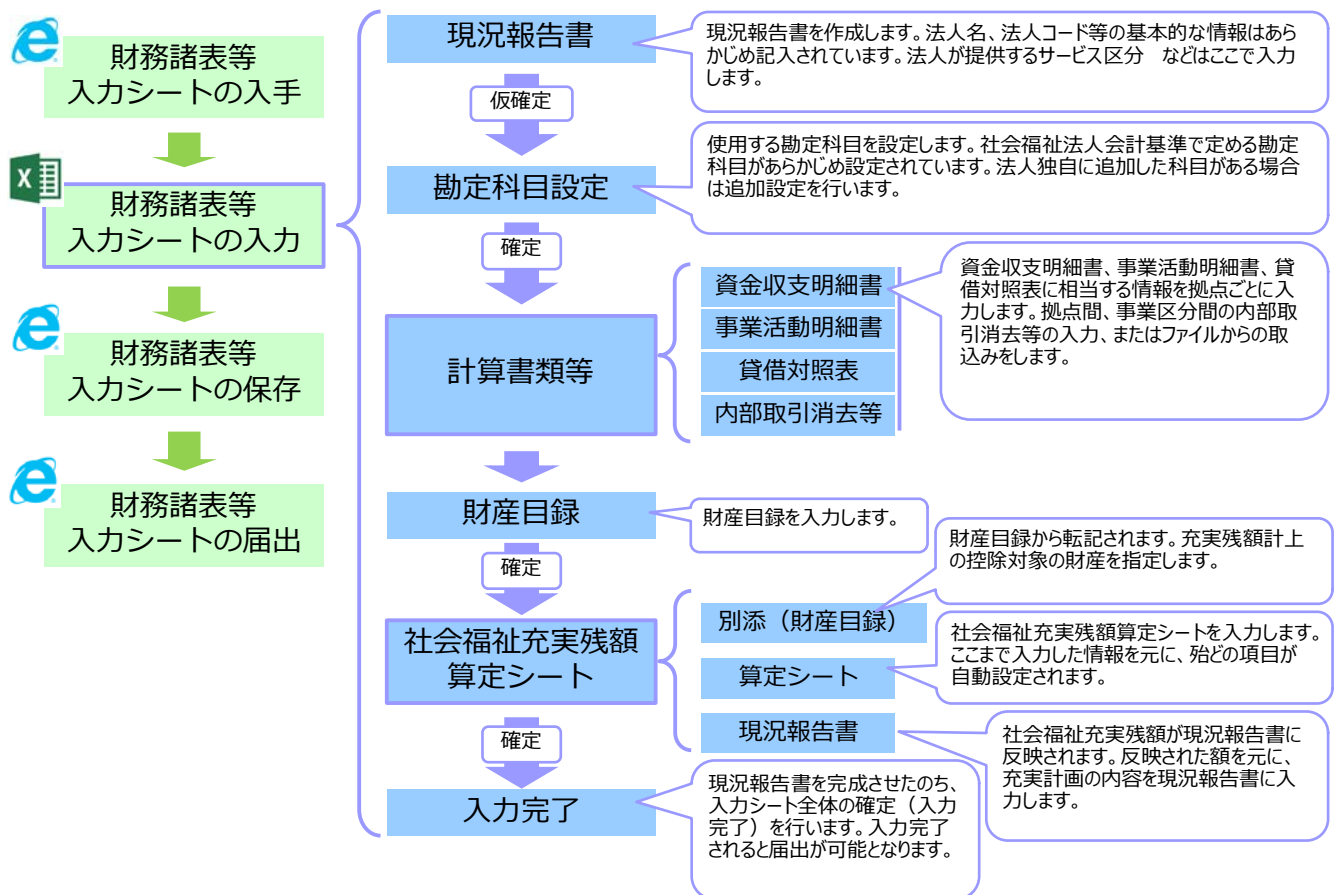 財務諸表等
入力シートの入手
財務諸表等
入力シートの入力
財務諸表等
入力シートの保存
財務諸表等
入力シートの届出
現況報告書
現況報告書を作成します。法人名、法人コード等の基本的な情報はあら
かじめ記入されています。法人が提供するサービス区分　などはここで入力
します。
仮確定
勘定科目設定
使用する勘定科目を設定します。社会福祉法人会計基準で定める勘定
科目があらかじめ設定されています。法人独自に追加した科目がある場合
は追加設定を行います。
確定
計算書類等
資金収支明細書
事業活動明細書
貸借対照表
内部取引消去等
資金収支明細書、事業活動明細書、貸
借対照表に相当する情報を拠点ごとに入
力します。拠点間、事業区分間の内部取
引消去等の入力、またはファイルからの取
込みをします。
財産目録
財産目録を入力します。
確定
社会福祉充実残額
算定シート
別添（財産目録）
財産目録から転記されます。充実残額計上
の控除対象の財産を指定します。
算定シート
社会福祉充実残額算定シートを入力します。
ここまで入力した情報を元に、殆どの項目が
自動設定されます。
現況報告書
社会福祉充実残額が現況報告書に
反映されます。反映された額を元に、
充実計画の内容を現況報告書に入
力します。
確定
入力完了
現況報告書を完成させたのち、
入力シート全体の確定（入力
完了）を行います。入力完了
されると届出が可能となります。